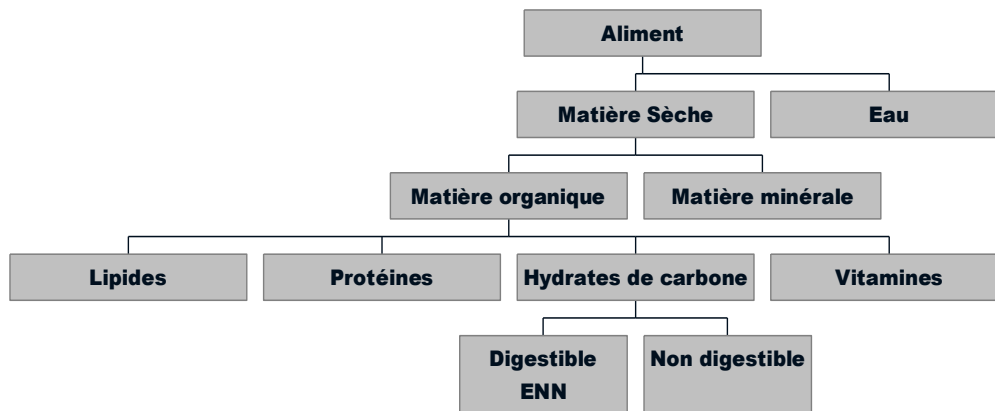 Aliment
Matière Sèche
Eau
Matière organique
Matière minérale
Lipides
Protéines
Hydrates de carbone
Vitamines
Digestible
ENN
Non digestible